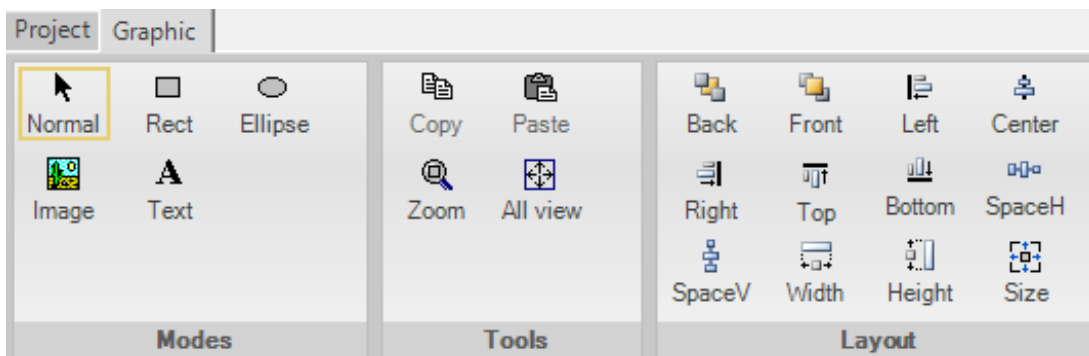 Project Graphic
Normal Rect Ellipse
Image Text
Modes
Copy Paste
Zoom All view
Tools
Back Front Left Center
Right Top Bottom SpaceH
SpaceV Width Height Size
Layout